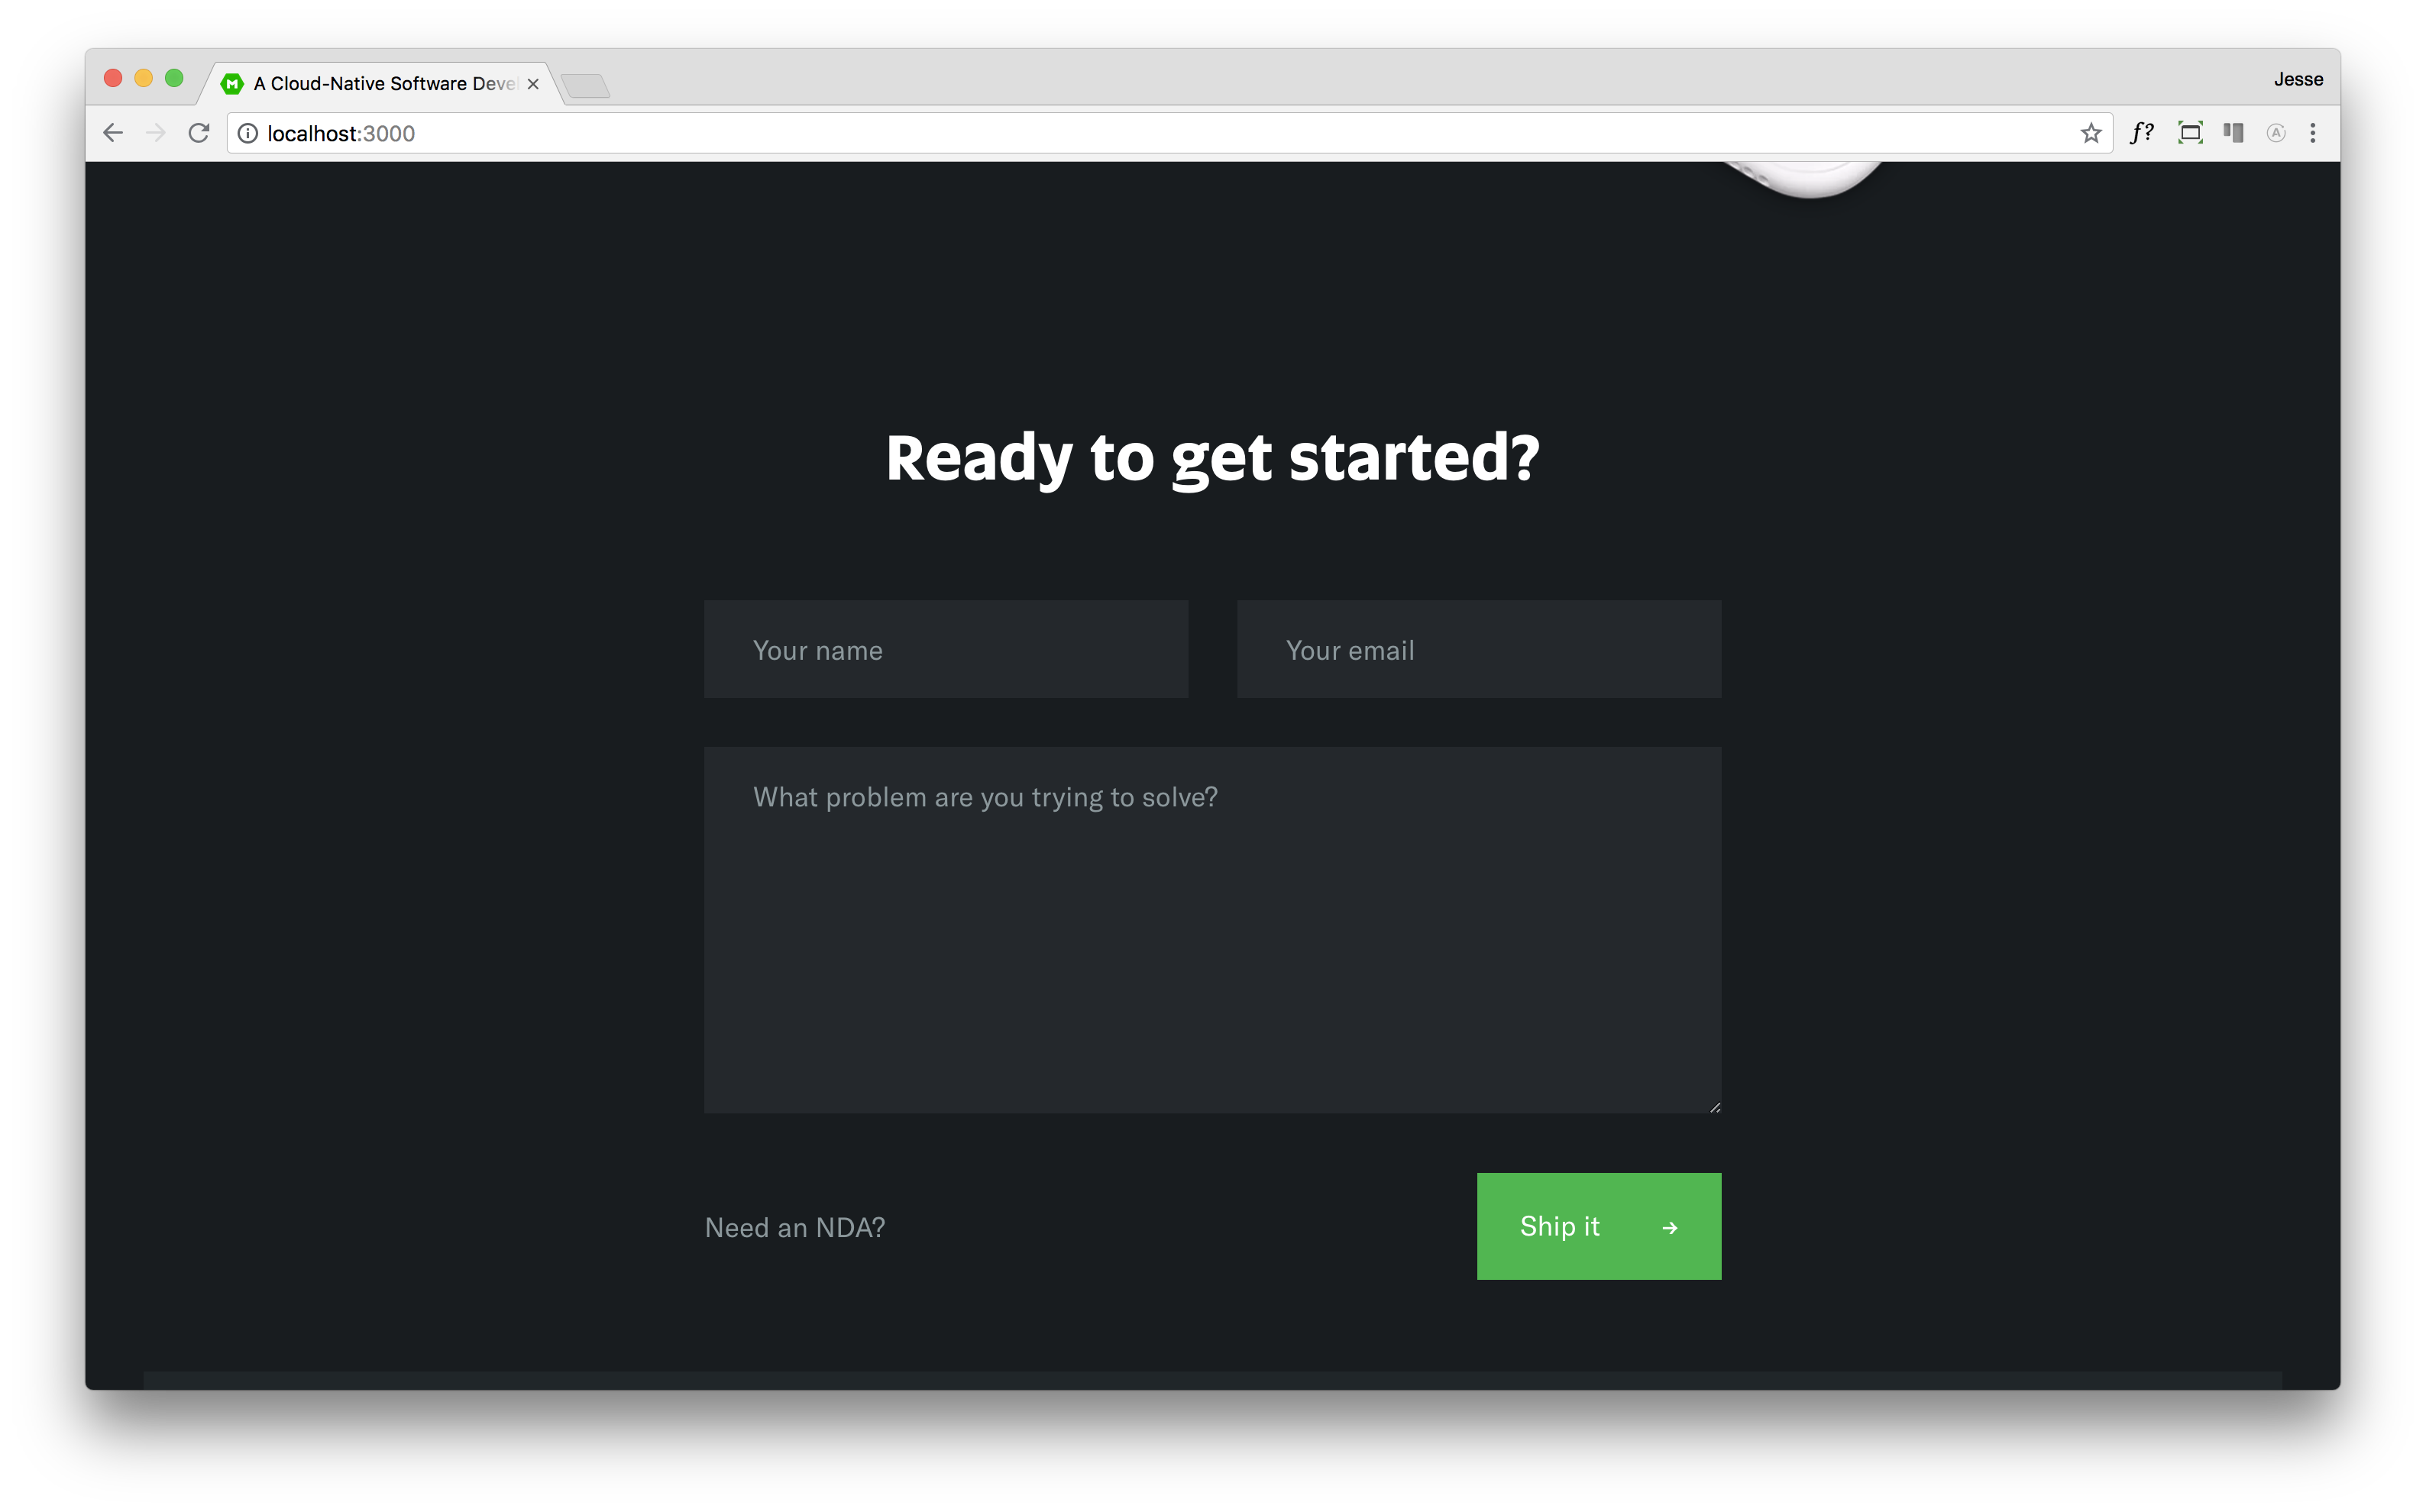 A Cloud-Native Software Deve
Jesse
localhost:3000
f?
A
Ready to get started?
Your name
Your email
What problem are you trying to solve?
Need an NDA?
Ship it →